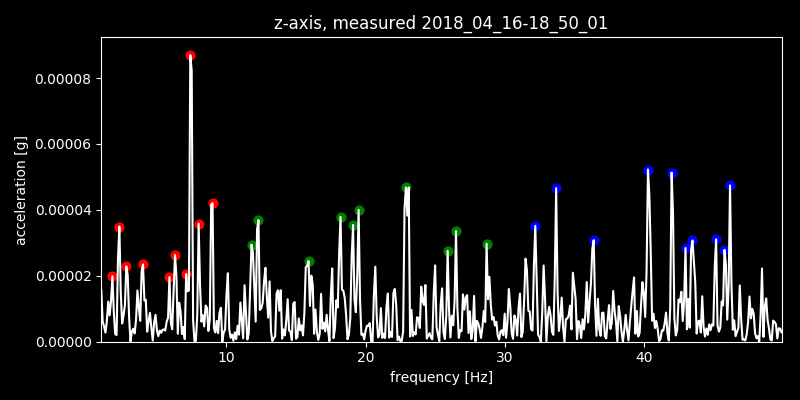 z-axis, measured 2018_04_16-18_50_01
0.00008
0.00006
0.00004
0.00002
0.00000
acceleration [g]
10 20 30 40
frequency [Hz]